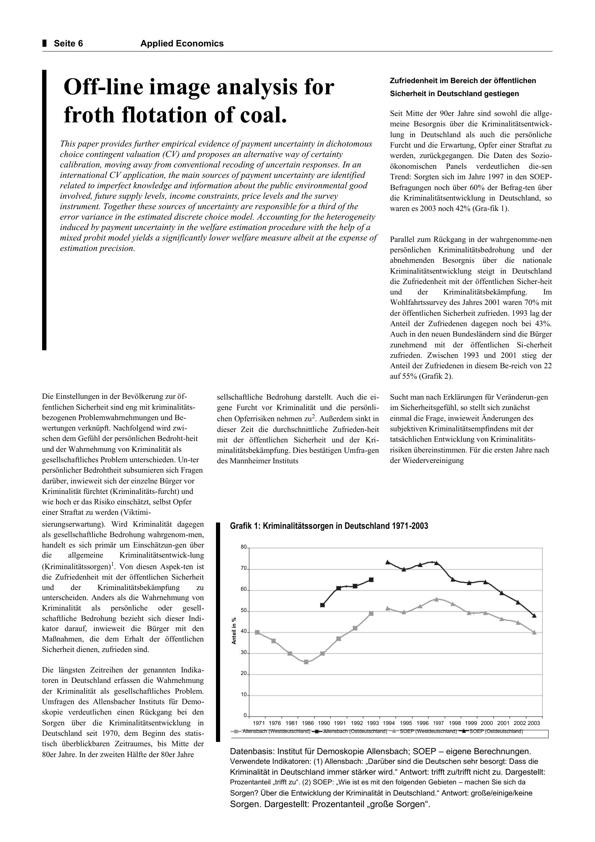 Seite 6 Applied Economics
Off-line image analysis for
froth flotation of coal.
This paper provides further empirical evidence of payment uncertainty in dichotomous
choice contingent valuation (CV) and proposes an alternative way of certainty
calibration, moving away from conventional recoding of uncertain responses. In an
international CV application, the main sources of payment uncertainty are identified
related to imperfect knowledge and information about the public environmental good
involved, future supply levels, income constraints, price levels and the survey
instrument. Together these sources of uncertainty are responsible for a third of the
error variance in the estimated discrete choice model. Accounting for the heterogeneity
induced by payment uncertainty in the welfare estimation procedure with the help of a
mixed probit model yields a significantly lower welfare measure albeit at the expense of
estimation precision.
Zufriedenheit im Bereich der öffentlichen
Sicherheit in Deutschland gestiegen
Seit Mitte der 90er Jahre sind sowohl die allge-
meine Besorgnis über die Kriminalitätsentwick-
lung in Deutschland als auch die persönliche
Furcht und die Erwartung, Opfer einer Straftat zu
werden, zurückgegangen. Die Daten des Sozio-
ökonomischen Panels verdeutlichen die-sen
Trend: Sorgten sich im Jahre 1997 in den SOEP-
Befragungen noch über 60% der Befrag-ten über
die Kriminalitätsentwicklung in Deutschland, so
waren es 2003 noch 42% (Gra-fik 1).
Parallel zum Rückgang in der wahrgenomme-nen
persönlichen Kriminalitätsbedrohung und der
abnehmenden Besorgnis über die nationale
Kriminalitätsentwicklung steigt in Deutschland
die Zufriedenheit mit der öffentlichen Sicher-heit
und der Kriminalitätsbekämpfung. Im
Wohlfahrtssurvey des Jahres 2001 waren 70% mit
der öffentlichen Sicherheit zufrieden. 1993 lag der
Anteil der Zufriedenen dagegen noch bei 43%.
Auch in den neuen Bundesländern sind die Bürger
zunehmend mit der öffentlichen Si-cherheit
zufrieden. Zwischen 1993 und 2001 stieg der
Anteil der Zufriedenen in diesem Be-reich von 22
auf 55% (Grafik 2).
Die Einstellungen in der Bevölkerung zur öf-
fentlichen Sicherheit sind eng mit kriminalitäts-
bezogenen Problemwahrnehmungen und Be-
wertungen verknüpft. Nachfolgend wird zwi-
schen dem Gefühl der persönlichen Bedroht-heit
und der Wahrnehmung von Kriminalität als
gesellschaftliches Problem unterschieden. Un-ter
persönlicher Bedrohtheit subsumieren sich Fragen
darüber, inwieweit sich der einzelne Bürger vor
Kriminalität fürchtet (Kriminalitäts-furcht) und
wie hoch er das Risiko einschätzt, selbst Opfer
einer Straftat zu werden (Viktimi-
sierungserwartung). Wird Kriminalität dagegen
als gesellschaftliche Bedrohung wahrgenom-men,
handelt es sich primär um Einschätzun-gen über
die allgemeine Kriminalitätsentwick-lung
(Kriminalitätssorgen)1. Von diesen Aspek-ten ist
die Zufriedenheit mit der öffentlichen Sicherheit
und der Kriminalitätsbekämpfung zu
unterscheiden. Anders als die Wahrnehmung von
Kriminalität als persönliche oder gesell-
schaftliche Bedrohung bezieht sich dieser Indi-
kator darauf, inwieweit die Bürger mit den
Maßnahmen, die dem Erhalt der öffentlichen
Sicherheit dienen, zufrieden sind.
Die längsten Zeitreihen der genannten Indika-
toren in Deutschland erfassen die Wahrnehmung
der Kriminalität als gesellschaftliches Problem.
Umfragen des Allensbacher Instituts für Demo-
skopie verdeutlichen einen Rückgang bei den
Sorgen über die Kriminalitätsentwicklung in
Deutschland seit 1970, dem Beginn des statis-
tisch überblickbaren Zeitraumes, bis Mitte der
80er Jahre. In der zweiten Hälfte der 80er Jahre
sellschaftliche Bedrohung darstellt. Auch die ei-
gene Furcht vor Kriminalität und die persönli-
chen Opferrisiken nehmen zu2. Außerdem sinkt in
dieser Zeit die durchschnittliche Zufrieden-heit
mit der öffentlichen Sicherheit und der Kri-
minalitätsbekämpfung. Dies bestätigen Umfra-gen
des Mannheimer Instituts
Sucht man nach Erklärungen für Veränderun-gen
im Sicherheitsgefühl, so stellt sich zunächst
einmal die Frage, inwieweit Änderungen des
subjektiven Kriminalitätsempfindens mit der
tatsächlichen Entwicklung von Kriminalitäts-
risiken übereinstimmen. Für die ersten Jahre nach
der Wiedervereinigung
Grafik 1: Kriminalitätssorgen in Deutschland 1971-2003
Anteil in %
80
70
60
50
40
30
20
10
0
1971 1976 1981 1986 1990 1991 1992 1993 1994 1995 1996 1997 1998 1999 2000 2001 2002 2003
Allensbach (Westdeutschland) Allensbach (Ostdeutschland) SOEP (Westdeutschland) SOEP (Ostdeutschland)
Datenbasis: Institut für Demoskopie Allensbach; SOEP – eigene Berechnungen.
Verwendete Indikatoren: (1) Allensbach: „Darüber sind die Deutschen sehr besorgt: Dass die
Kriminalität in Deutschland immer stärker wird.“ Antwort: trifft zu/trifft nicht zu. Dargestellt:
Prozentanteil „trifft zu“. (2) SOEP: „Wie ist es mit den folgenden Gebieten – machen Sie sich da
Sorgen? Über die Entwicklung der Kriminalität in Deutschland.“ Antwort: große/einige/keine
Sorgen. Dargestellt: Prozentanteil „große Sorgen“.